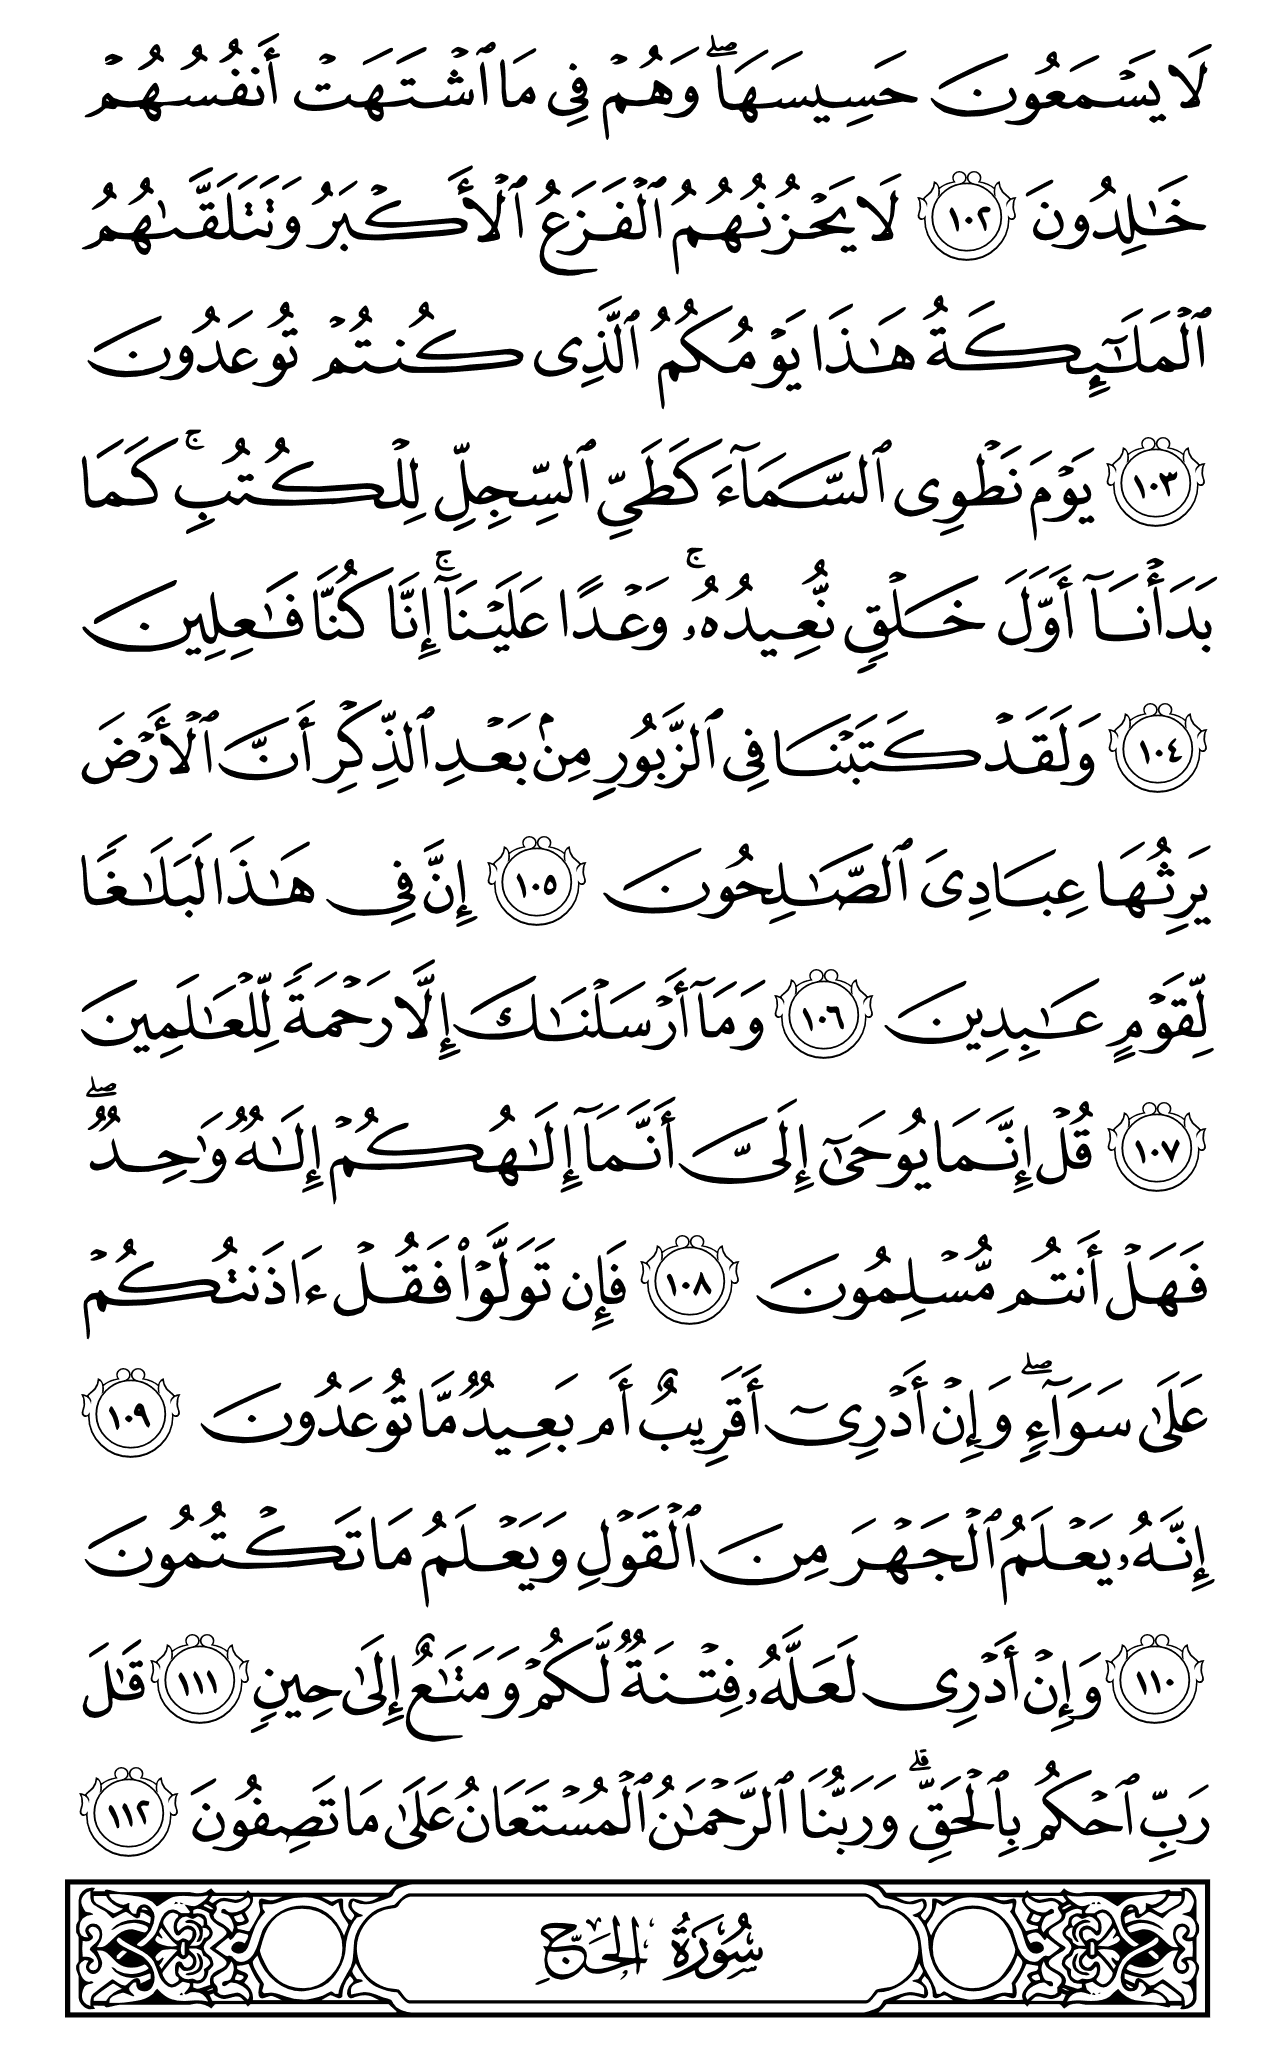 لَا يَسۡمَعُونَ حَسِيسَهَاۖ وَهُمۡ فِي مَا ٱشۡتَهَتۡ أَنفُسُهُمۡ
خَٰلِدُونَ ١٠٢ لَا يَحۡزُنُهُمُ ٱلۡفَزَعُ ٱلۡأَكۡبَرُ وَتَتَلَقَّىٰهُمُ
ٱلۡمَلَٰٓئِكَةُ هَٰذَا يَوۡمُكُمُ ٱلَّذِي كُنتُمۡ تُوعَدُونَ
١٠٣ يَوۡمَ نَطۡوِي ٱلسَّمَآءَ كَطَيِّ ٱلسِّجِلِّ لِلۡكُتُبِۚ كَمَا
بَدَأۡنَآ أَوَّلَ خَلۡقٖ نُّعِيدُهُۥۚ وَعۡدًا عَلَيۡنَآۚ إِنَّا كُنَّا فَٰعِلِينَ
١٠٤ وَلَقَدۡ كَتَبۡنَا فِي ٱلزَّبُورِ مِنۢ بَعۡدِ ٱلذِّكۡرِ أَنَّ ٱلۡأَرۡضَ
يَرِثُهَا عِبَادِيَ ٱلصَّٰلِحُونَ ١٠٥ إِنَّ فِي هَٰذَا لَبَلَٰغٗا
لِّقَوۡمٍ عَٰبِدِينَ ١٠٦ وَمَآ أَرۡسَلۡنَٰكَ إِلَّا رَحۡمَةٗ لِّلۡعَٰلَمِينَ
١٠٧ قُلۡ إِنَّمَا يُوحَىٰٓ إِلَيَّ أَنَّمَآ إِلَٰهُكُمۡ إِلَٰهٞ وَٰحِدٞۖ
فَهَلۡ أَنتُم مُّسۡلِمُونَ ١٠٨ فَإِن تَوَلَّوۡاْ فَقُلۡ ءَاذَنتُكُمۡ
عَلَىٰ سَوَآءٖۖ وَإِنۡ أَدۡرِيٓ أَقَرِيبٌ أَم بَعِيدٞ مَّا تُوعَدُونَ ١٠٩
إِنَّهُۥ يَعۡلَمُ ٱلۡجَهۡرَ مِنَ ٱلۡقَوۡلِ وَيَعۡلَمُ مَا تَكۡتُمُونَ
١١٠ وَإِنۡ أَدۡرِي لَعَلَّهُۥ فِتۡنَةٞ لَّكُمۡ وَمَتَٰعٌ إِلَىٰ حِينٖ ١١١ قَٰلَ
رَبِّ ٱحۡكُم بِٱلۡحَقِّۗ وَرَبُّنَا ٱلرَّحۡمَٰنُ ٱلۡمُسۡتَعَانُ عَلَىٰ مَا تَصِفُونَ ١١٢
سُورَةُ الحَجِّ